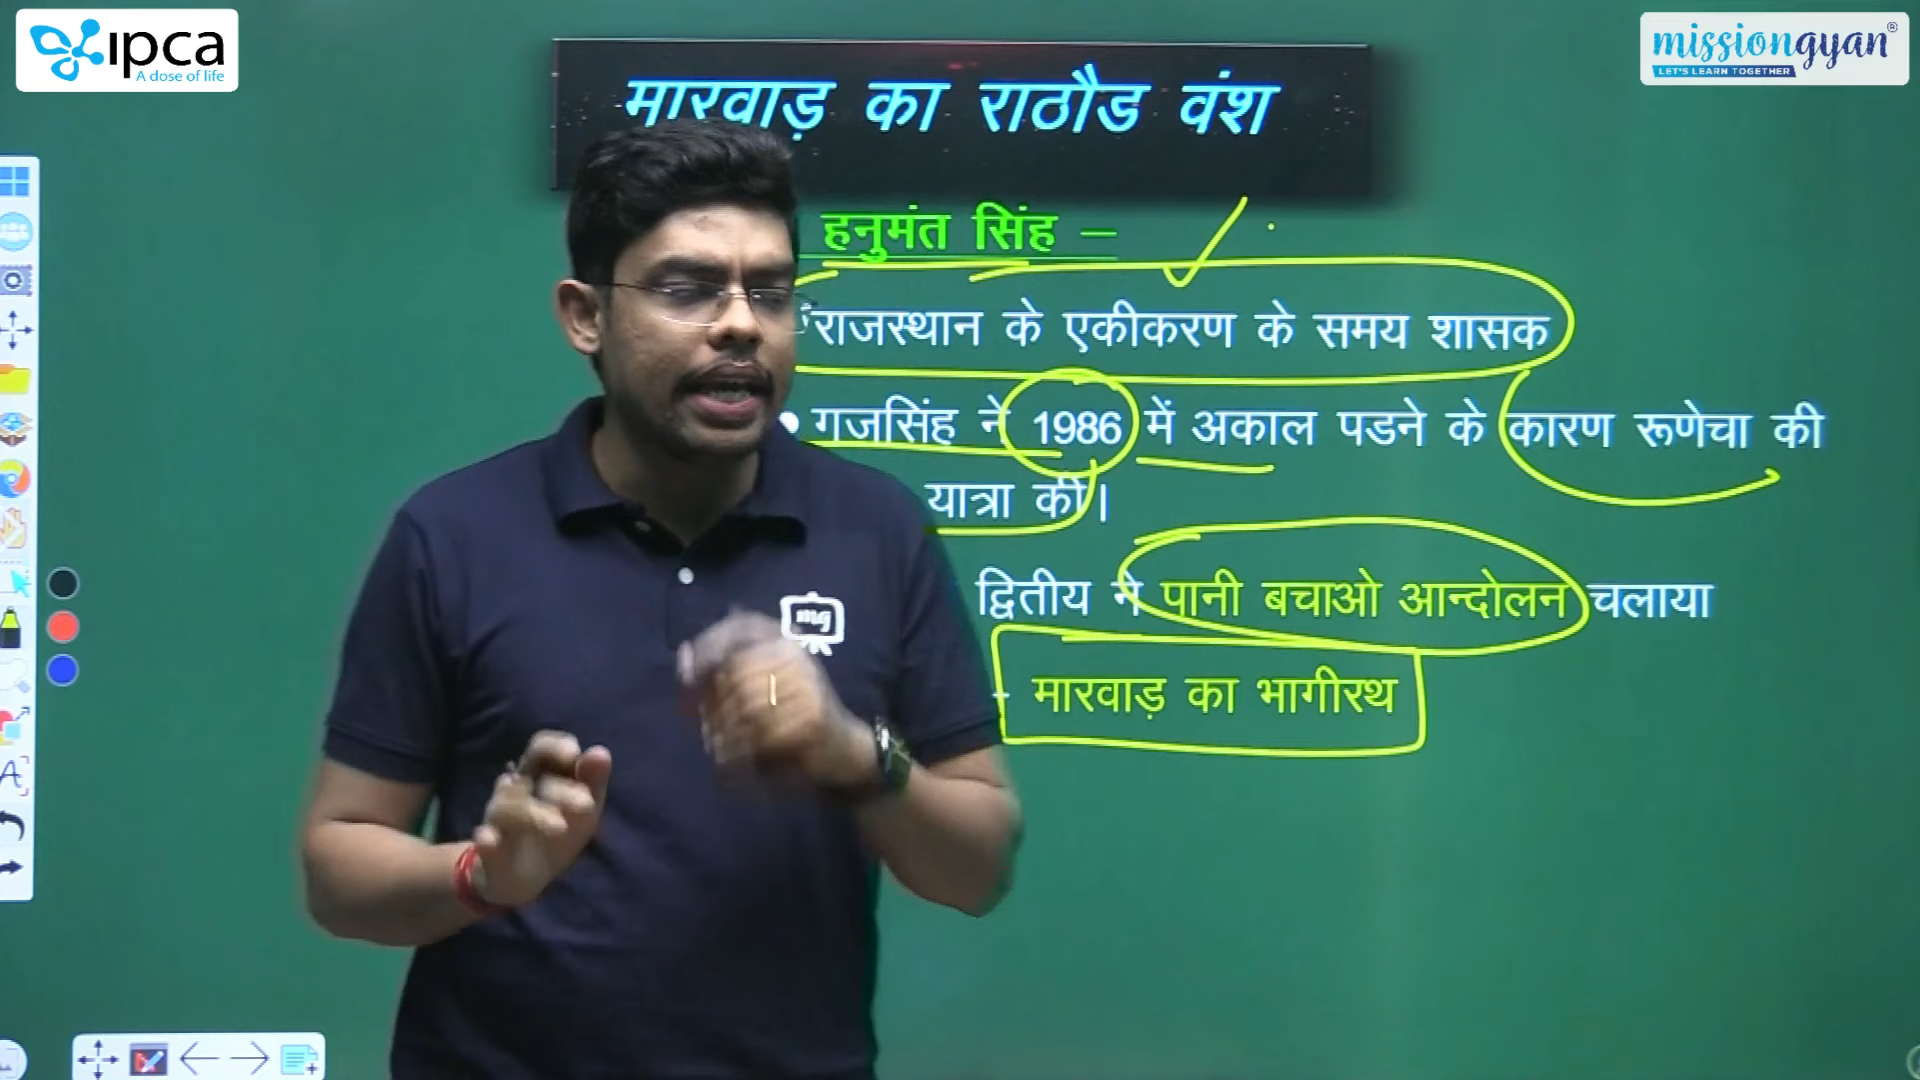 ipca
A dose of life
missiongyan®
LET'S LEARN TOGETHER
मारवाड़ का राठौड वंश
हनुमंत सिंह –
राजस्थान के एकीकरण के समय शासक
• गजसिंह ने 1986 में अकाल पडने के कारण रूणेचा की
यात्रा की।
द्वितीय ने पानी बचाओ आन्दोलन चलाया
- मारवाड़ का भागीरथ
mg